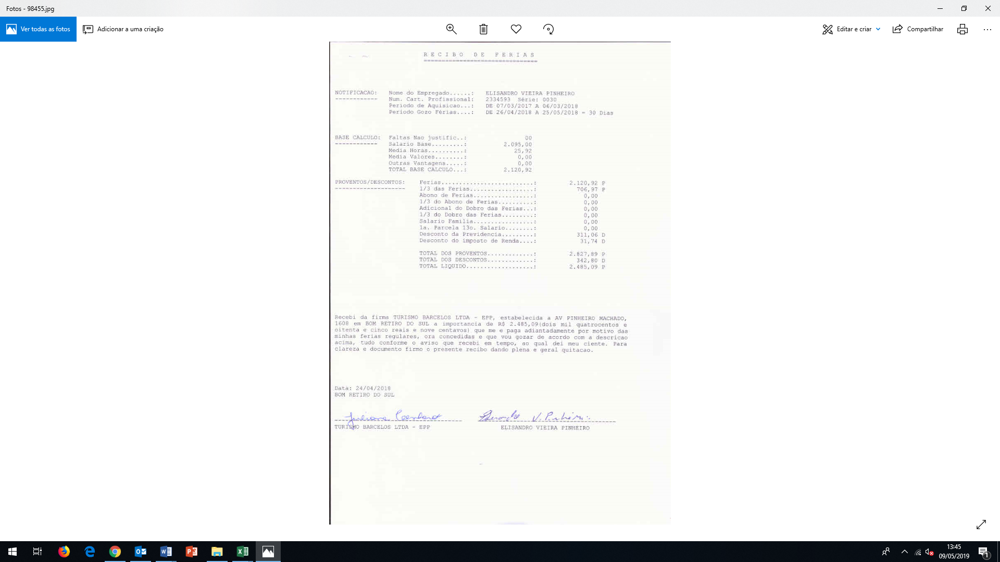 Fotos - 98455.jpg
Ver todas as fotos
Adicionar a uma criação
Editar e criar
Compartilhar
RECIBO DE FERIAS
================================
NOTIFICACAO: Nome do Empregado......: ELISANDRO VIEIRA PINHEIRO
------------ Num. Cart. Profissional: 2334593 Série: 0030
Periodo de Aquisicao...: DE 07/03/2017 A 06/03/2018
Periodo Gozo Férias....: DE 26/04/2018 A 25/05/2018 = 30 Dias
BASE CALCULO: Faltas Nao justific..: 00
------------ Salario Base.........: 2.095,00
Media Horas..........: 25,92
Media Valores........: 0,00
Outras Vantagens.....: 0,00
TOTAL BASE CALCULO...: 2.120,92
PROVENTOS/DESCONTOS: Ferias..........................: 2.120,92 P
-------------------- 1/3 das Ferias..................: 706,97 P
Abono de Ferias.................: 0,00
1/3 do Abono de Ferias..........: 0,00
Adicional do Dobro das Ferias...: 0,00
1/3 do Dobro das Ferias.........: 0,00
Salario Familia.................: 0,00
1a. Parcela 13o. Salario........: 0,00
Desconto da Previdencia.........: 311,06 D
Desconto do imposto de Renda....: 31,74 D
TOTAL DOS PROVENTOS.............: 2.827,89 P
TOTAL DOS DESCONTOS.............: 342,80 D
TOTAL LIQUIDO...................: 2.485,09 P
Recebi da firma TURISMO BARCELOS LTDA - EPP, estabelecida a AV PINHEIRO MACHADO,
1608 em BOM RETIRO DO SUL a importancia de R$ 2.485,09(dois mil quatrocentos e
oitenta e cinco reais e nove centavos) que me e paga adiantadamente por motivo das
minhas ferias regulares, ora concedidas e que vou gozar de acordo com a descricao
acima, tudo conforme o aviso que recebi em tempo, ao qual dei meu ciente. Para
clareza e documento firmo o presente recibo dando plena e geral quitacao.
Data: 24/04/2018
BOM RETIRO DO SUL
Juliana V. Pinheiro
TURISMO BARCELOS LTDA - EPP ELISANDRO VIEIRA PINHEIRO
13:45
09/05/2019
1